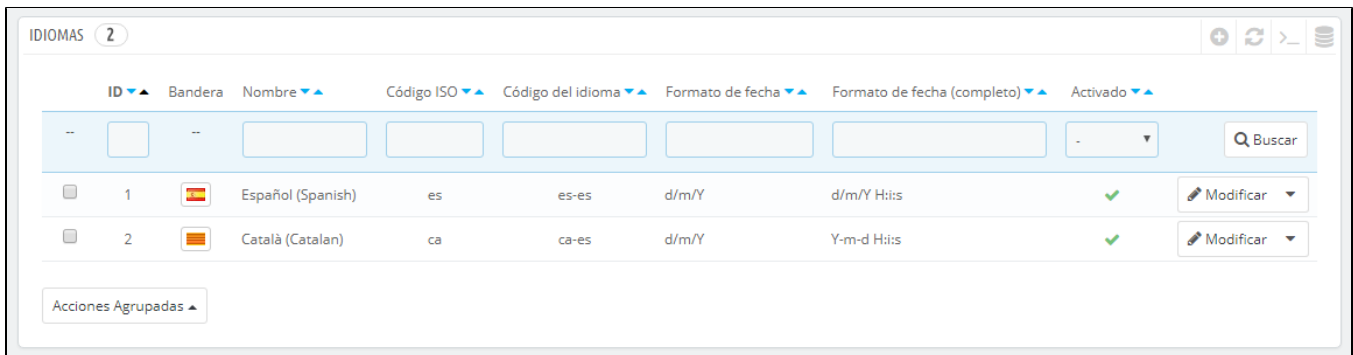 IDIOMAS 2
ID Bandera Nombre Código ISO Código del idioma Formato de fecha Formato de fecha (completo) Activado
-- -- - Buscar
1 Español (Spanish) es es-es d/m/Y d/m/Y H:i:s Modificar
2 Català (Catalan) ca ca-es d/m/Y Y-m-d H:i:s Modificar
Acciones Agrupadas